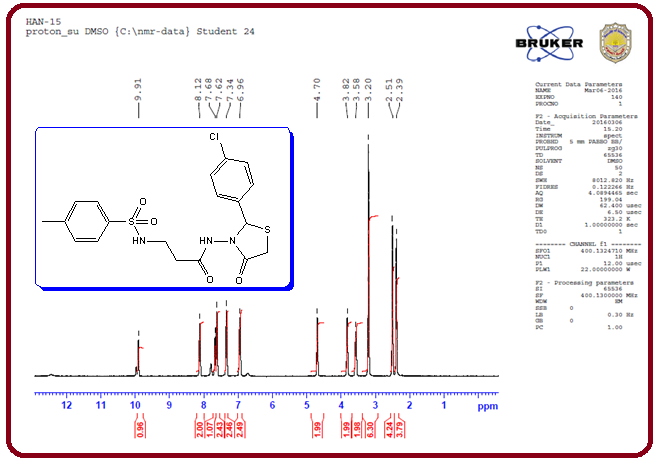 HAN-15
proton_su DMSO {C:\nmr-data} Student 24
BRUKER
9.91
8.12
7.68
7.62
7.34
6.96
4.70
3.82
3.58
3.20
2.51
2.39
Current Data Parameters
NAME Mar06-2016
EXPNO 140
PROCNO 1
F2 - Acquisition Parameters
Date_ 20160306
Time 15.20
INSTRUM spect
PROBHD 5 mm PABBO BB/
PULPROG zg30
TD 65536
SOLVENT DMSO
NS 50
DS 2
SWH 8012.820 Hz
FIDRES 0.122266 Hz
AQ 4.0894465 sec
RG 199.04
DW 62.400 usec
DE 6.50 usec
TE 323.2 K
D1 1.00000000 sec
TD0 1
======== CHANNEL f1 ========
SFO1 400.1324710 MHz
NUC1 1H
P1 12.00 usec
PLW1 22.00000000 W
F2 - Processing parameters
SI 65536
SF 400.1300000 MHz
WDW EM
SSB 0
LB 0.30 Hz
GB 0
PC 1.00
Cl
O
S
O
S
NH
NH
N
O
O
12 11 10 9 8 7 6 5 4 3 2 1 ppm
0.96
2.00
1.07
2.43
2.46
2.49
1.99
1.99
1.98
6.30
4.24
3.79